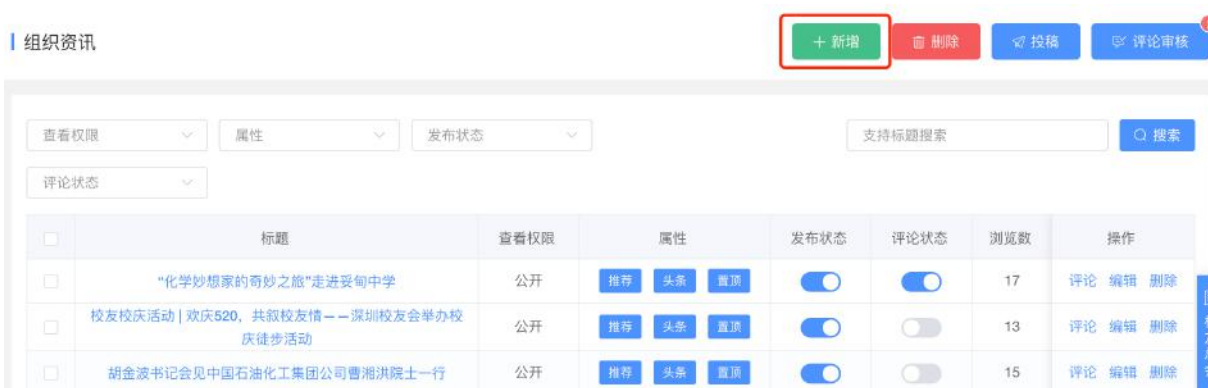 组织资讯
新增
删除
投稿
评论审核
查看权限
属性
发布状态
支持标题搜索
搜索
评论状态
标题 查看权限 属性 发布状态 评论状态 浏览数 操作
“化学妙想家的奇妙之旅”走进妥甸中学 公开 推荐 头条 置顶 17 评论 编辑 删除
校友校庆活动 | 欢庆520，共叙校友情——深圳校友会举办校
庆徒步活动
公开 推荐 头条 置顶 13 评论 编辑 删除
胡金波书记会见中国石油化工集团公司曹湘洪院士一行 公开 推荐 头条 置顶 15 评论 编辑 删除